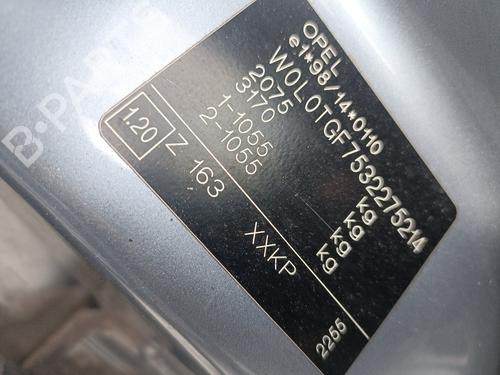 OPEL
e1*98/14*0110
W0L0TGF7532275214
2075 kg
3170 kg
1-1055 kg
2-1055 kg
1.20 Z 163 XXKP
2255
B-PARTS